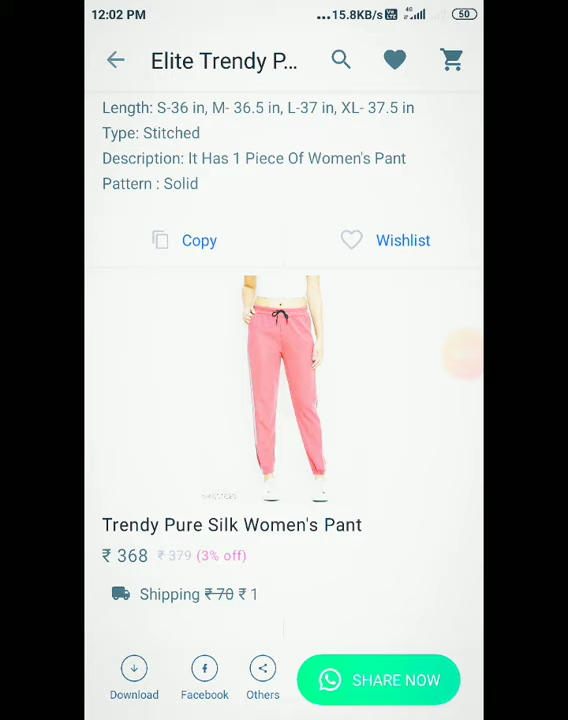 12:02 PM ...15.8KB/s 4G 50
Elite Trendy P...
Length: S-36 in, M- 36.5 in, L-37 in, XL- 37.5 in
Type: Stitched
Description: It Has 1 Piece Of Women's Pant
Pattern : Solid
Copy Wishlist
Trendy Pure Silk Women's Pant
₹ 368 ₹ 379 (3% off)
Shipping ₹ 70 ₹ 1
Download Facebook Others SHARE NOW